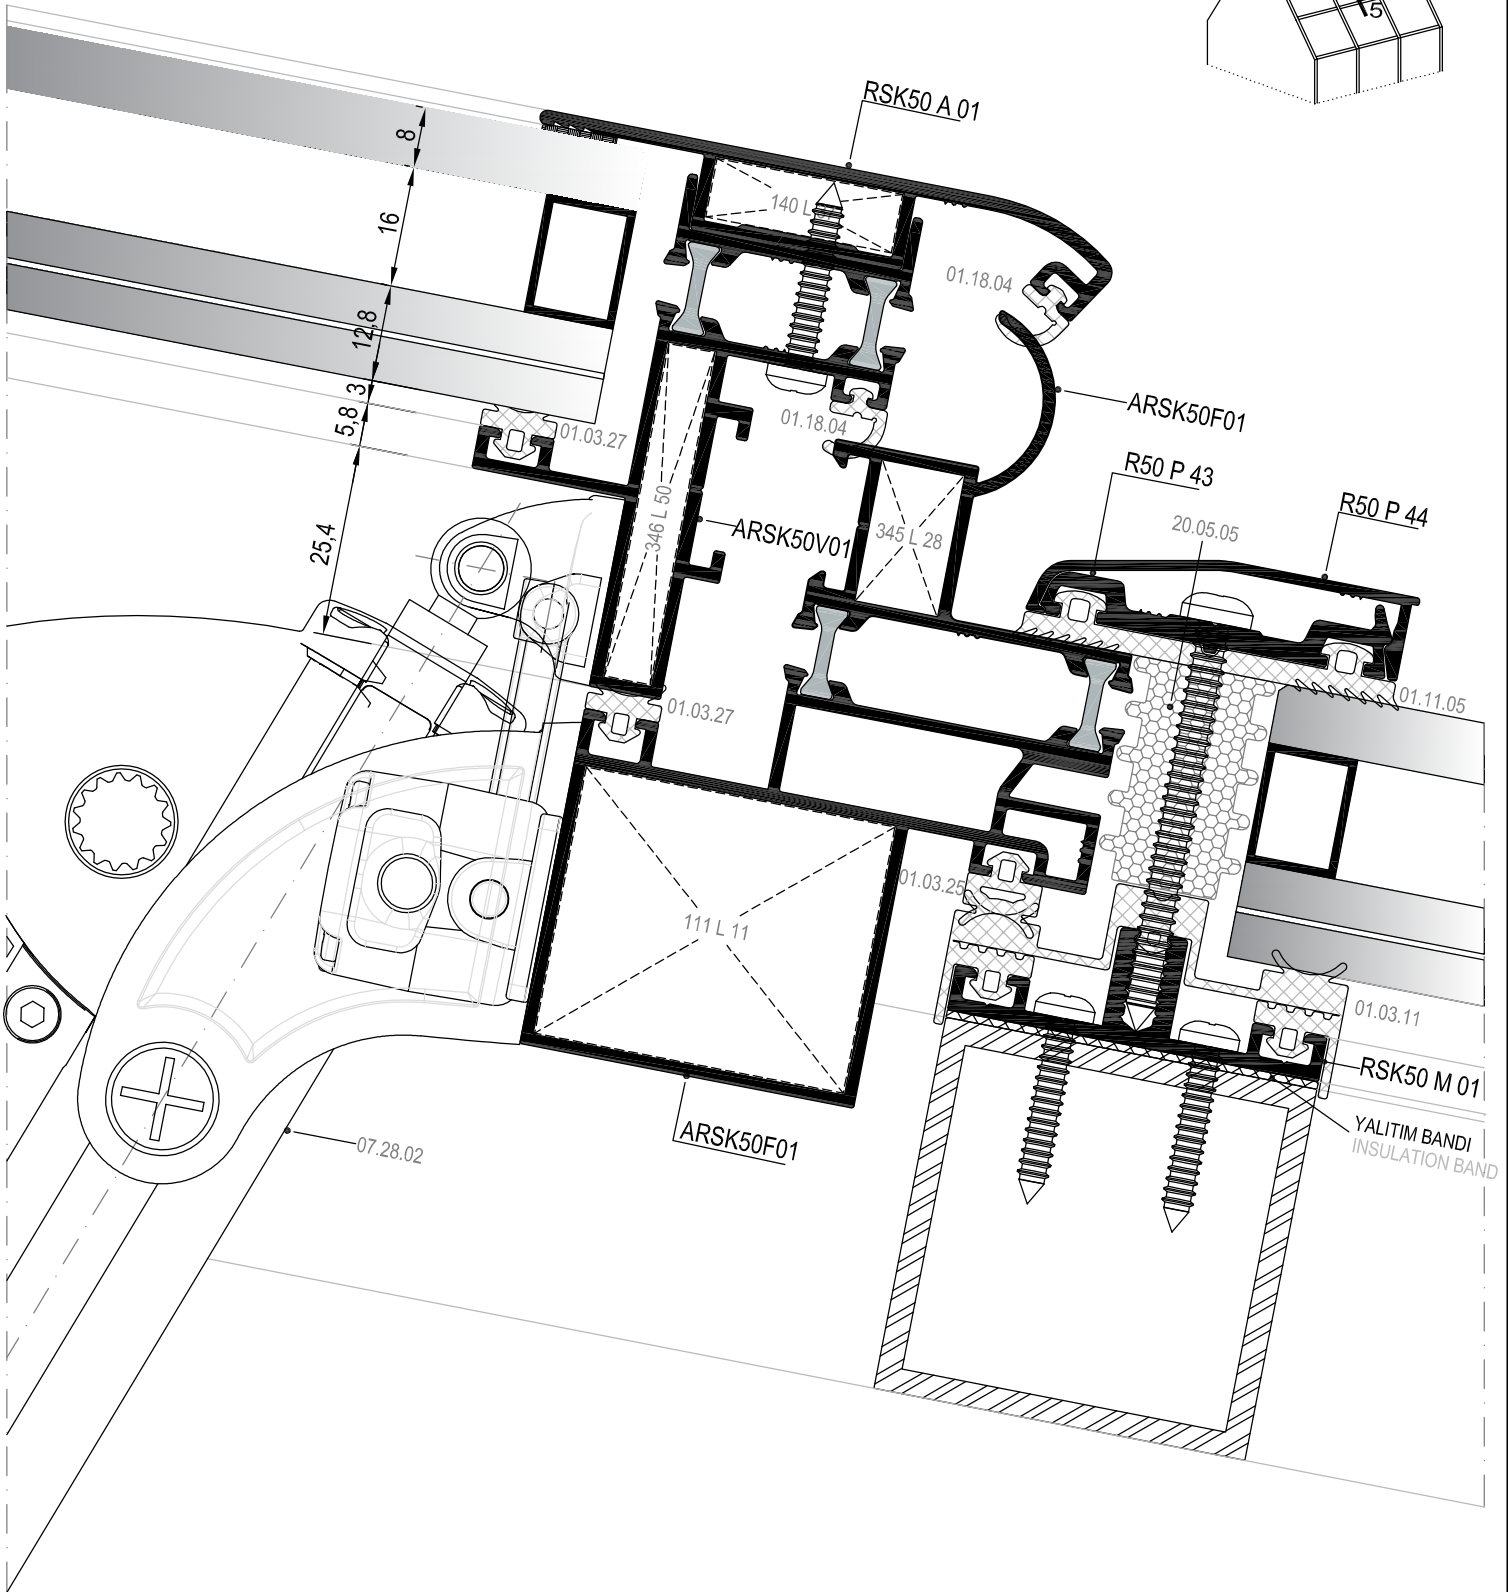 5
RSK50 A 01
8
140 L
16
01.18.04
12,8
3
ARSK50F01
5,8
01.18.04
01.03.27
R50 P 43
346 L 50
R50 P 44
25,4
ARSK50V01
345 L 28
20.05.05
01.03.27
01.11.05
01.03.25
111 L 11
01.03.11
RSK50 M 01
YALITIM BANDI
INSULATION BAND
ARSK50F01
07.28.02